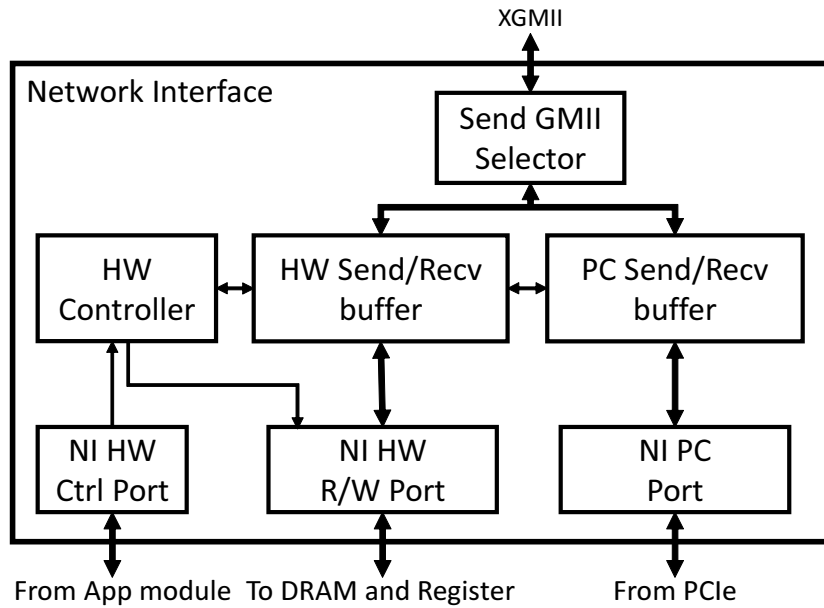 XGMII
Network Interface
Send GMII
Selector
HW
Controller
HW Send/Recv
buffer
PC Send/Recv
buffer
NI HW
Ctrl Port
NI HW
R/W Port
NI PC
Port
From App module
To DRAM and Register
From PCIe